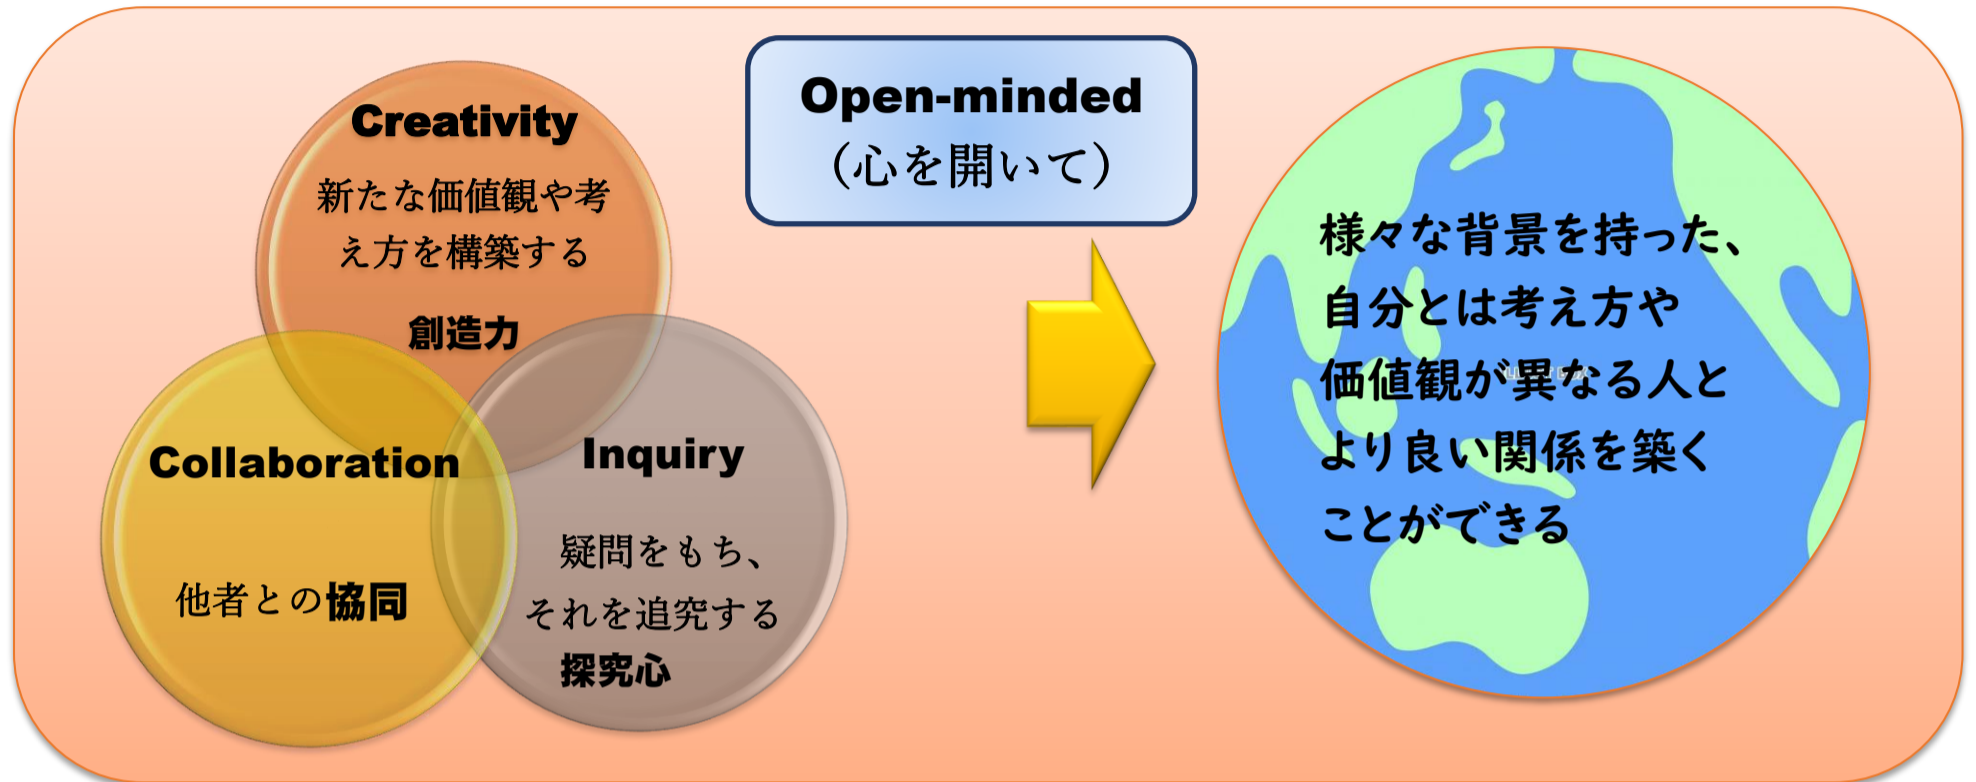 Creativity
新たな価値観や考
え方を構築する
創造力
Collaboration
他者との協同
Inquiry
疑問をもち、
それを追究する
探究心
Open-minded
(心を開いて)
様々な背景を持った、
自分とは考え方や
価値観が異なる人と
より良い関係を築く
ことができる